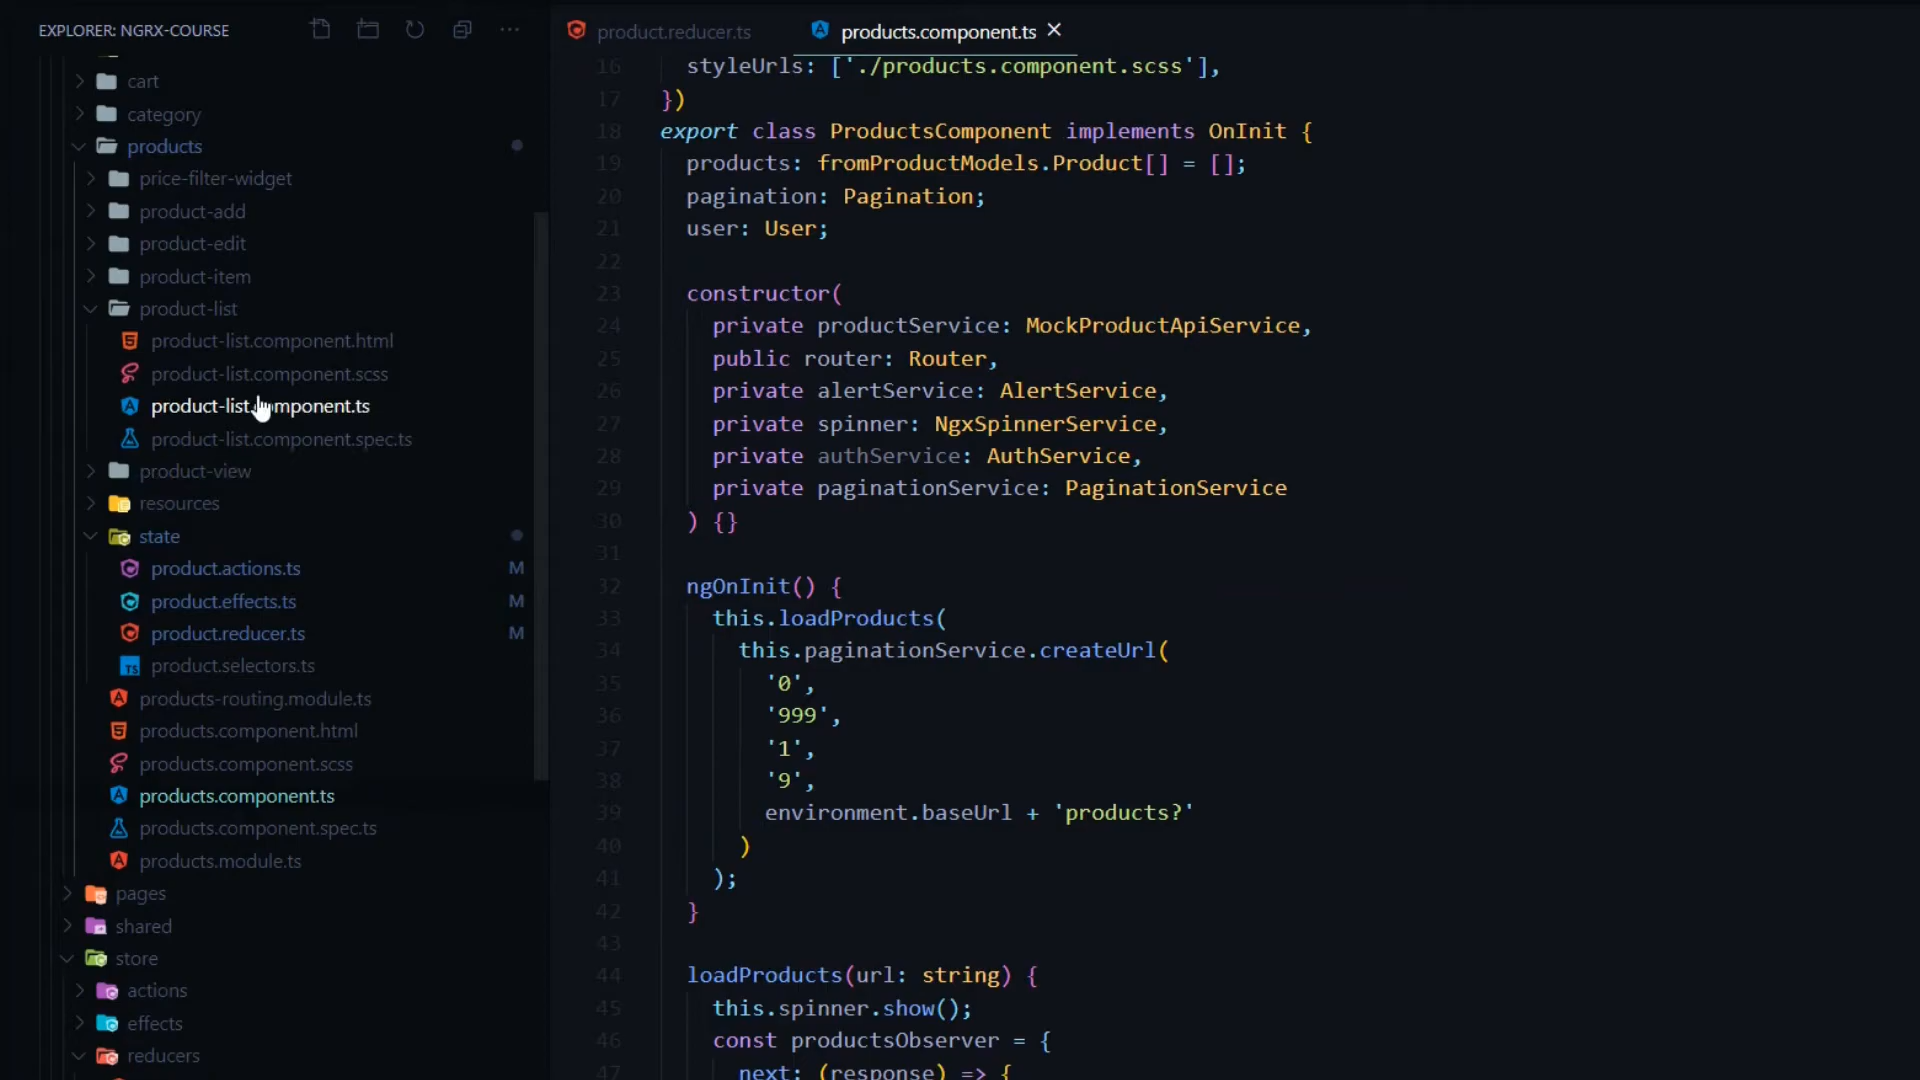 EXPLORER: NGRX-COURSE
cart
category
products
price-filter-widget
product-add
product-edit
product-item
product-list
product-list.component.html
product-list.component.scss
product-list.component.ts
product-list.component.spec.ts
product-view
resources
state
product.actions.ts M
product.effects.ts M
product.reducer.ts M
TS product.selectors.ts
products-routing.module.ts
products.component.html
products.component.scss
products.component.ts
products.component.spec.ts
products.module.ts
pages
shared
store
actions
effects
reducers
product.reducer.ts products.component.ts
16 styleUrls: ['./products.component.scss'],
17 })
18 export class ProductsComponent implements OnInit {
19 products: fromProductModels.Product[] = [];
20 pagination: Pagination;
21 user: User;
22
23 constructor(
24 private productService: MockProductApiService,
25 public router: Router,
26 private alertService: AlertService,
27 private spinner: NgxSpinnerService,
28 private authService: AuthService,
29 private paginationService: PaginationService
30 ) {}
31
32 ngOnInit() {
33 this.loadProducts(
34 this.paginationService.createUrl(
35 '0',
36 '999',
37 '1',
38 '9',
39 environment.baseUrl + 'products?'
40 )
41 );
42 }
43
44 loadProducts(url: string) {
45 this.spinner.show();
46 const productsObserver = {
47 next: (response) => {